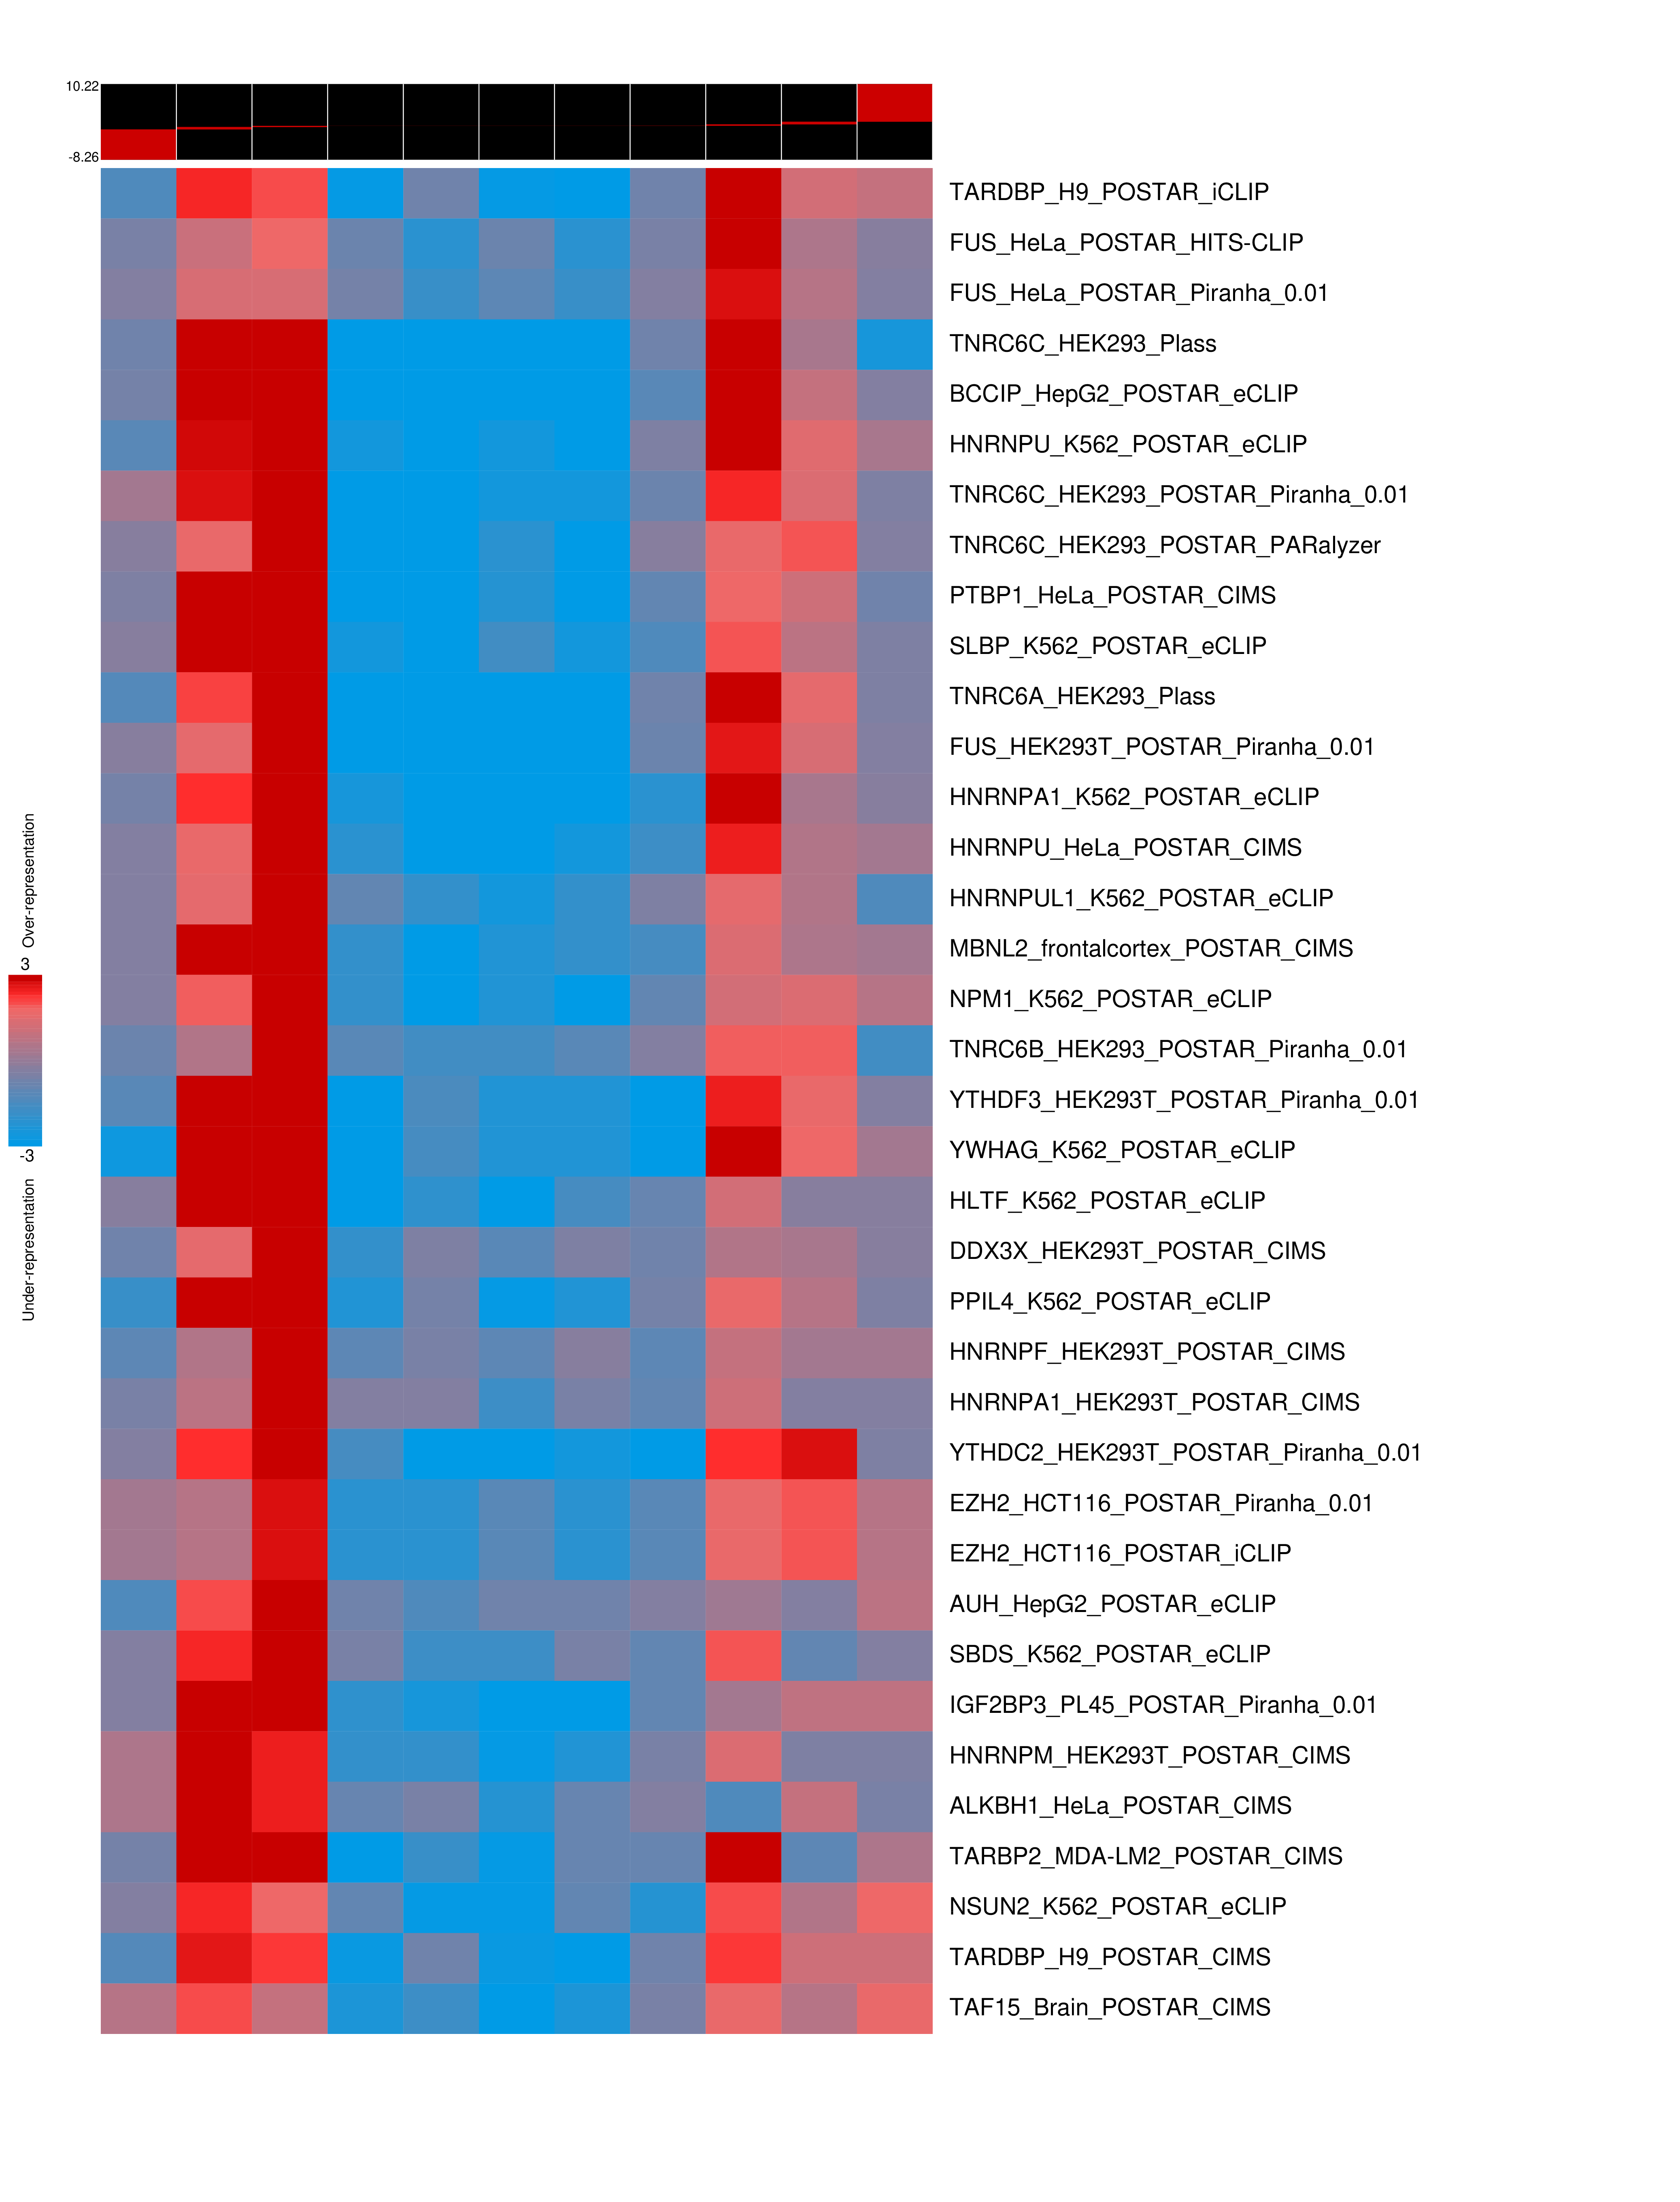 10.22
-8.26
TARDBP_H9_POSTAR_iCLIP
FUS_HeLa_POSTAR_HITS-CLIP
FUS_HeLa_POSTAR_Piranha_0.01
TNRC6C_HEK293_Plass
BCCIP_HepG2_POSTAR_eCLIP
HNRNPU_K562_POSTAR_eCLIP
TNRC6C_HEK293_POSTAR_Piranha_0.01
TNRC6C_HEK293_POSTAR_PARalyzer
PTBP1_HeLa_POSTAR_CIMS
SLBP_K562_POSTAR_eCLIP
TNRC6A_HEK293_Plass
FUS_HEK293T_POSTAR_Piranha_0.01
HNRNPA1_K562_POSTAR_eCLIP
HNRNPU_HeLa_POSTAR_CIMS
HNRNPUL1_K562_POSTAR_eCLIP
MBNL2_frontalcortex_POSTAR_CIMS
NPM1_K562_POSTAR_eCLIP
TNRC6B_HEK293_POSTAR_Piranha_0.01
YTHDF3_HEK293T_POSTAR_Piranha_0.01
YWHAG_K562_POSTAR_eCLIP
HLTF_K562_POSTAR_eCLIP
DDX3X_HEK293T_POSTAR_CIMS
PPIL4_K562_POSTAR_eCLIP
HNRNPF_HEK293T_POSTAR_CIMS
HNRNPA1_HEK293T_POSTAR_CIMS
YTHDC2_HEK293T_POSTAR_Piranha_0.01
EZH2_HCT116_POSTAR_Piranha_0.01
EZH2_HCT116_POSTAR_iCLIP
AUH_HepG2_POSTAR_eCLIP
SBDS_K562_POSTAR_eCLIP
IGF2BP3_PL45_POSTAR_Piranha_0.01
HNRNPM_HEK293T_POSTAR_CIMS
ALKBH1_HeLa_POSTAR_CIMS
TARBP2_MDA-LM2_POSTAR_CIMS
NSUN2_K562_POSTAR_eCLIP
TARDBP_H9_POSTAR_CIMS
TAF15_Brain_POSTAR_CIMS
Over-representation
3
-3
Under-representation